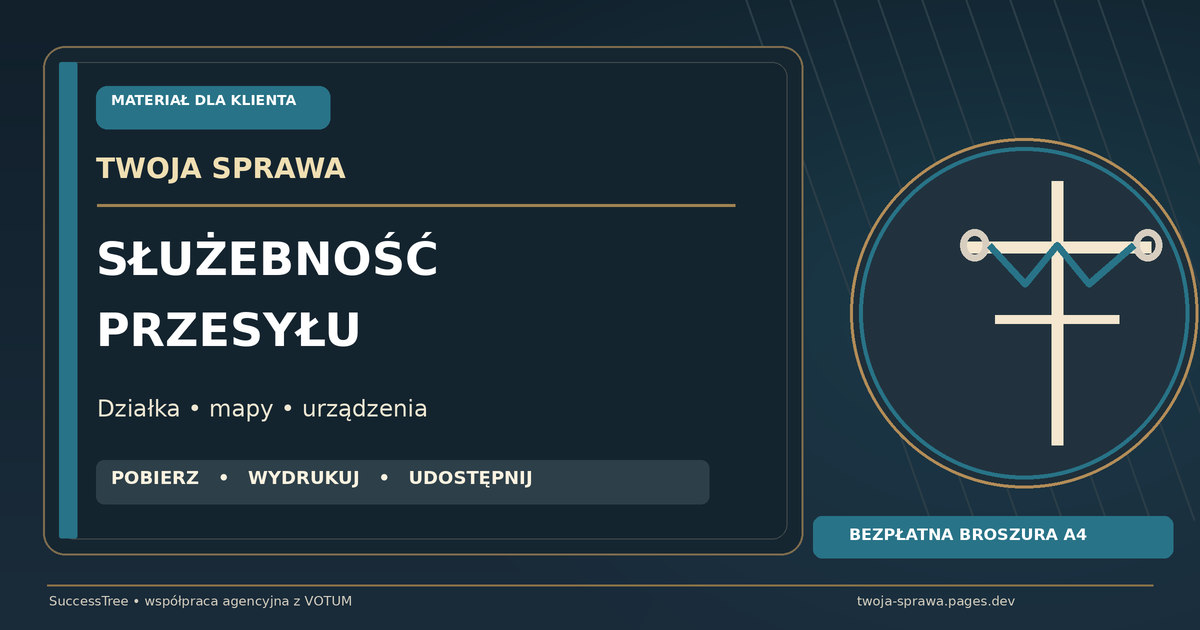 MATERIAŁ DLA KLIENTA
TWOJA SPRAWA
SŁUŻEBNOŚĆ
PRZESYŁU
Działka • mapy • urządzenia
POBIERZ • WYDRUKUJ • UDOSTĘPNIJ
BEZPŁATNA BROSZURA A4
SuccessTree • współpraca agencyjna z VOTUM
twoja-sprawa.pages.dev